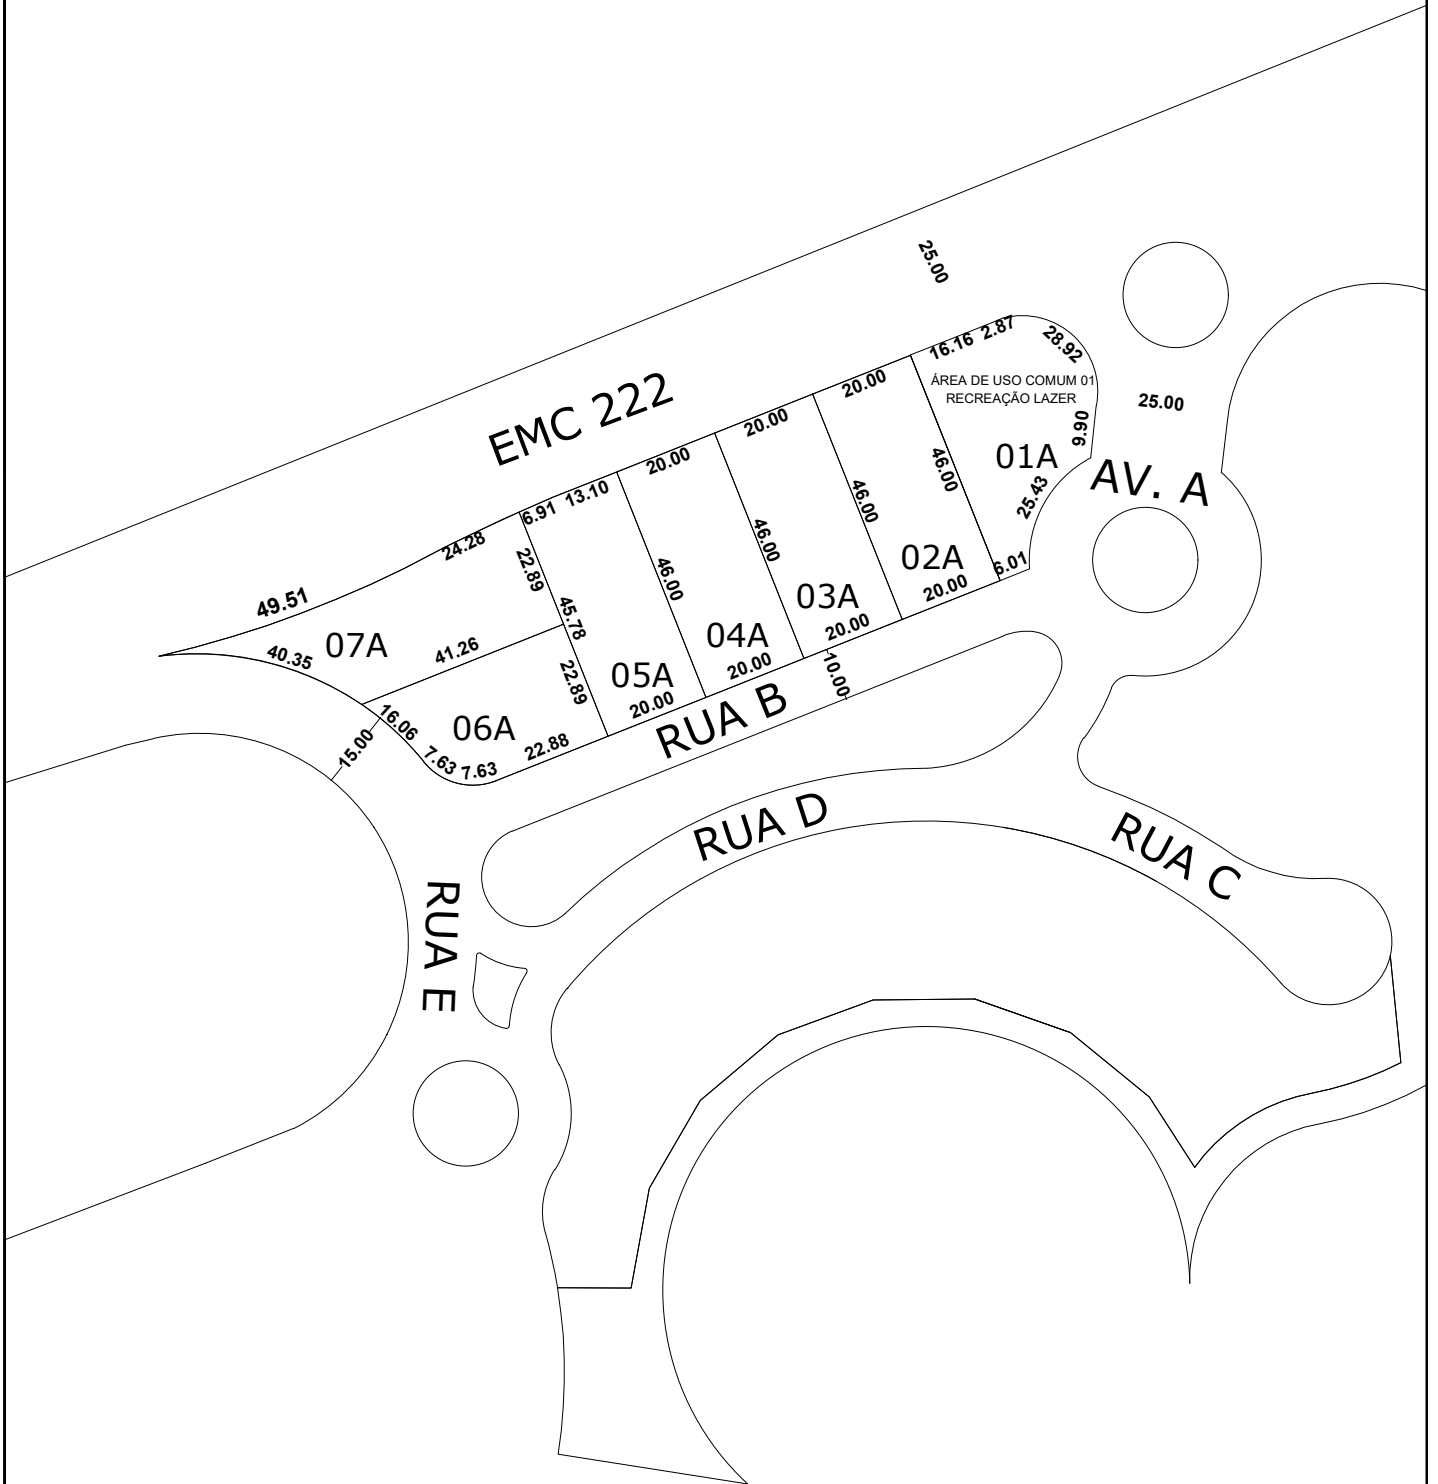 25.00
28.92
2.87
16.16
ÁREA DE USO COMUM 01
RECREAÇÃO LAZER
25.00
9.90
01A
AV. A
25.43
6.01
EMC 222
20.00
20.00
20.00
13.10
6.91
24.28
49.51
46.00
46.00
46.00
46.00
02A
20.00
03A
20.00
04A
20.00
05A
20.00
22.89
45.78
22.89
07A
40.35
41.26
06A
16.06
7.63
7.63
22.88
15.00
10.00
RUA B
RUA D
RUA C
RUA E